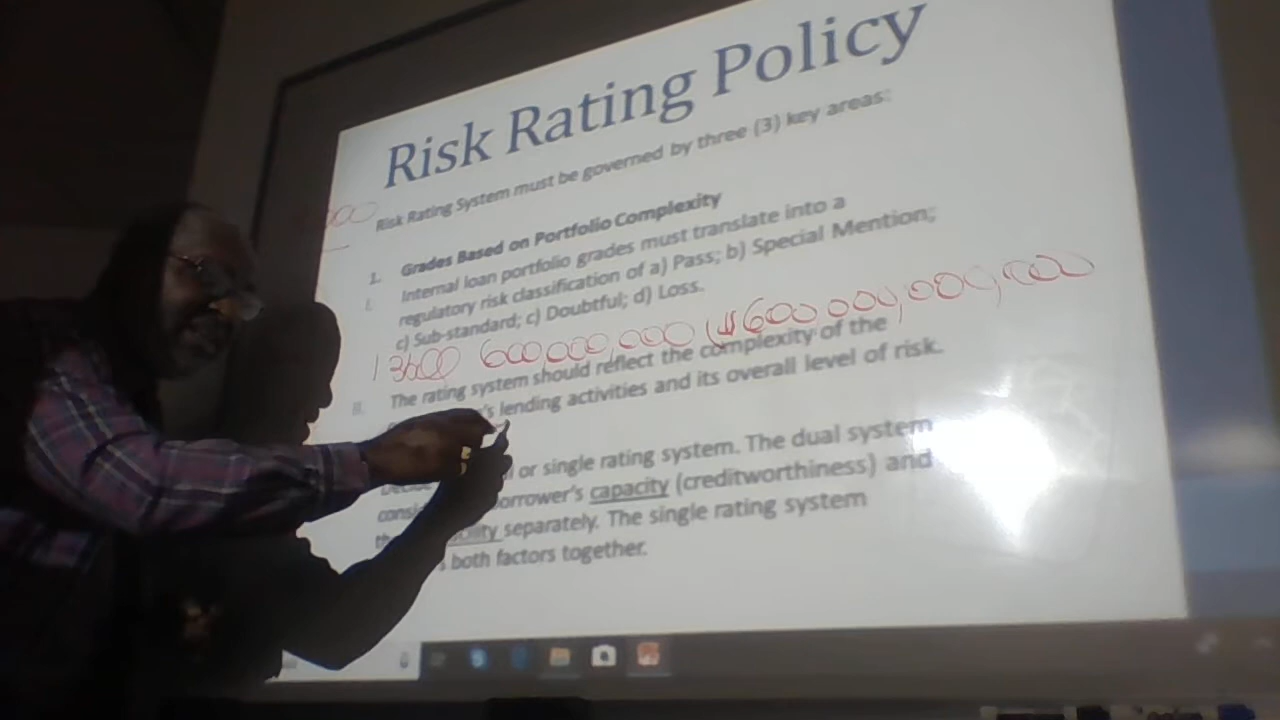 Risk Rating Policy
Risk Rating System must be governed by three (3) key areas:
1. Grades Based on Portfolio Complexity
I. Internal loan portfolio grades must translate into a
regulatory risk classification of a) Pass; b) Special Mention;
c) Sub-standard; c) Doubtful; d) Loss.
600,000,000
II. The rating system should reflect the complexity of the
lending activities and its overall level of risk.
or single rating system. The dual system
borrower's capacity (creditworthiness) and
separately. The single rating system
both factors together.